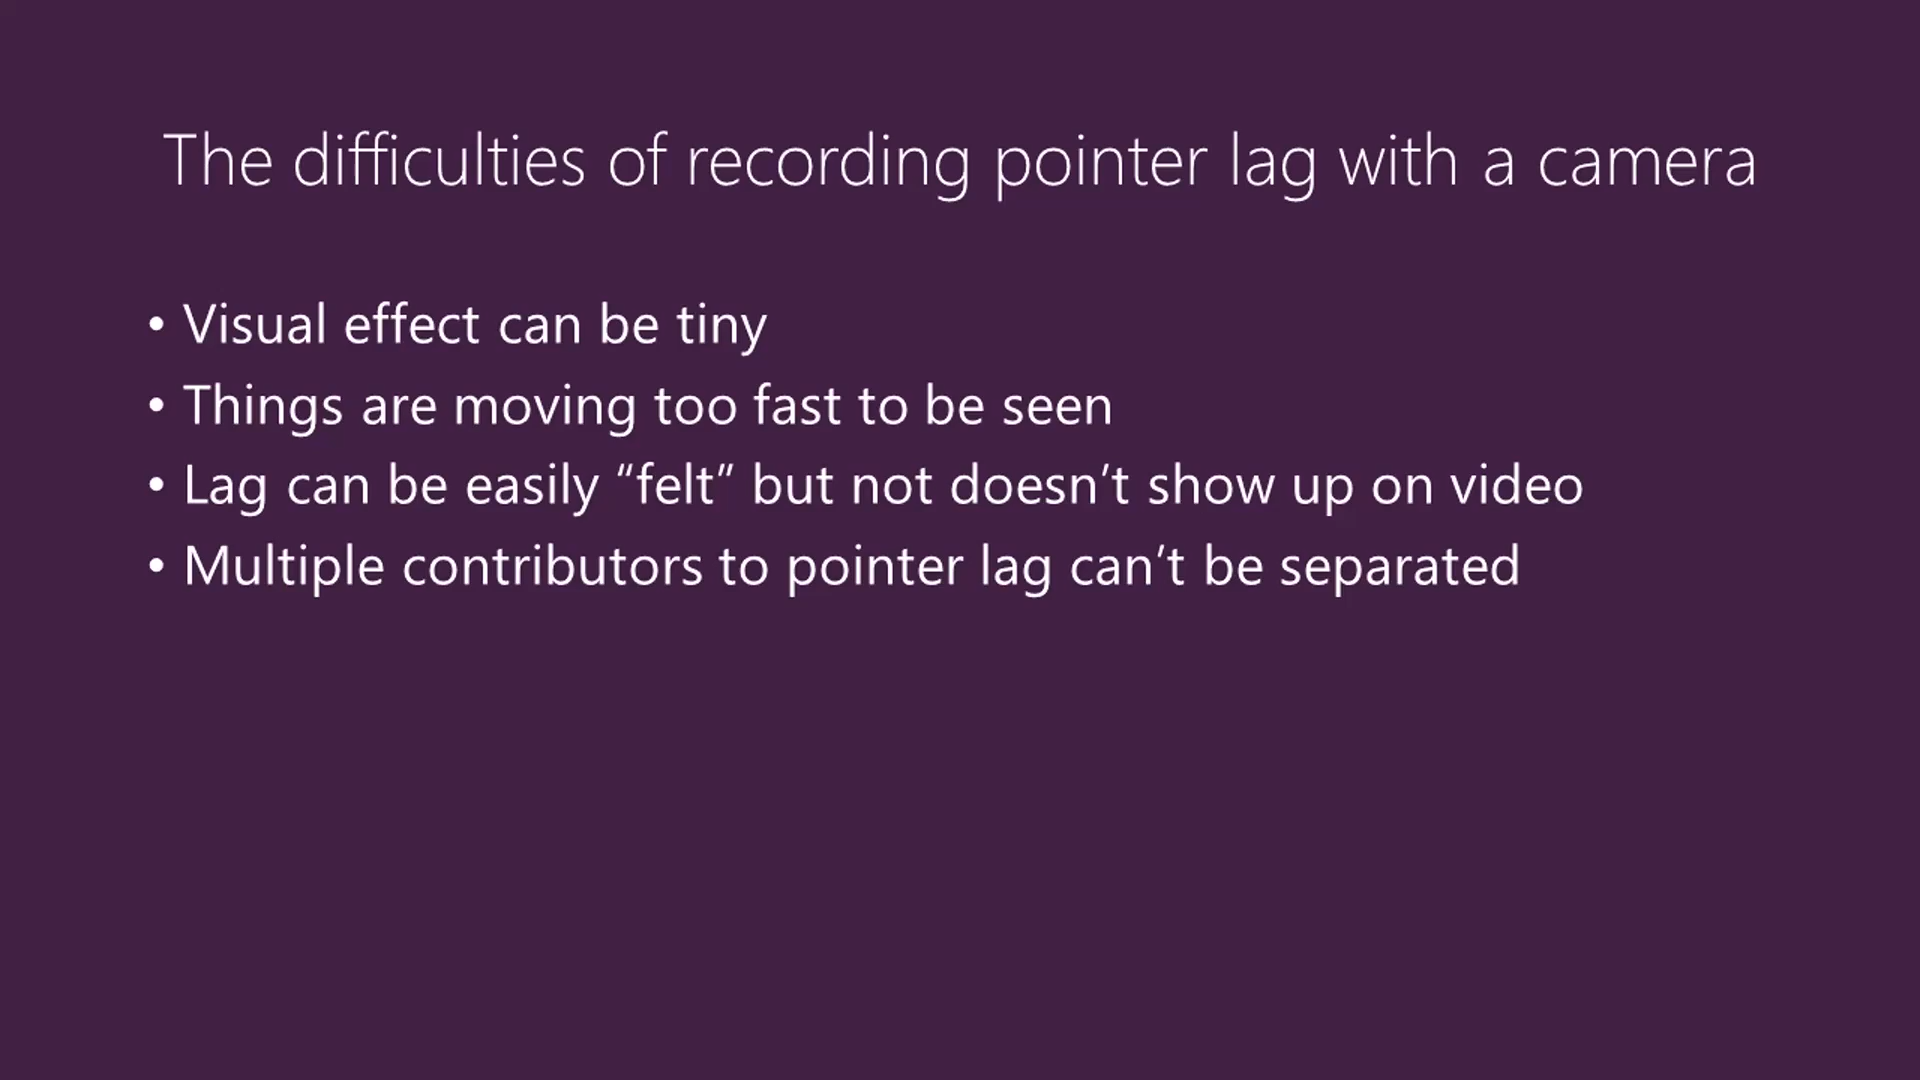 The difficulties of recording pointer lag with a camera
• Visual effect can be tiny
• Things are moving too fast to be seen
• Lag can be easily “felt” but not doesn’t show up on video
• Multiple contributors to pointer lag can’t be separated